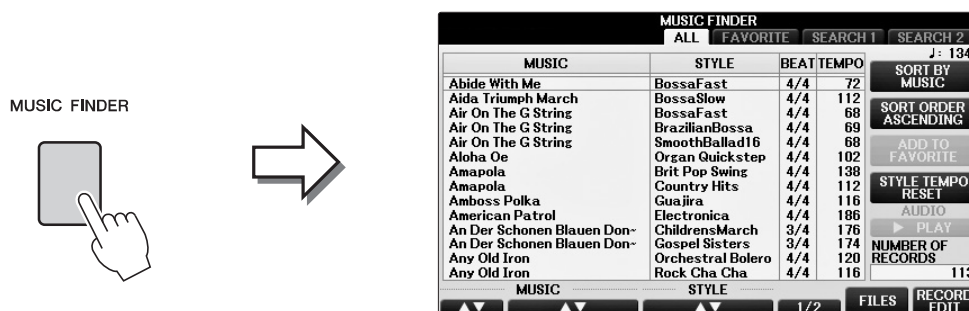 MUSIC FINDER
MUSIC FINDER
ALL FAVORITE SEARCH 1 SEARCH 2
♩: 134
MUSIC STYLE BEAT TEMPO
Abide With Me BossaFast 4/4 72
Aida Triumph March BossaSlow 4/4 112
Air On The G String BossaFast 4/4 68
Air On The G String BrazilianBossa 4/4 69
Air On The G String SmoothBallad16 4/4 68
Aloha Oe Organ Quickstep 4/4 102
Amapola Brit Pop Swing 4/4 138
Amapola Country Hits 4/4 112
Amboss Polka Guajira 4/4 116
American Patrol Electronica 4/4 186
An Der Schonen Blauen Don~ ChildrensMarch 3/4 176
An Der Schonen Blauen Don~ Gospel Sisters 3/4 174
Any Old Iron Orchestral Bolero 4/4 120
Any Old Iron Rock Cha Cha 4/4 116
SORT BY
MUSIC
SORT ORDER
ASCENDING
ADD TO
FAVORITE
STYLE TEMPO
RESET
AUDIO
▶ PLAY
NUMBER OF
RECORDS
113
MUSIC STYLE
▲▼ ▲▼ ▲▼ 1/2 FILES
RECORD
EDIT